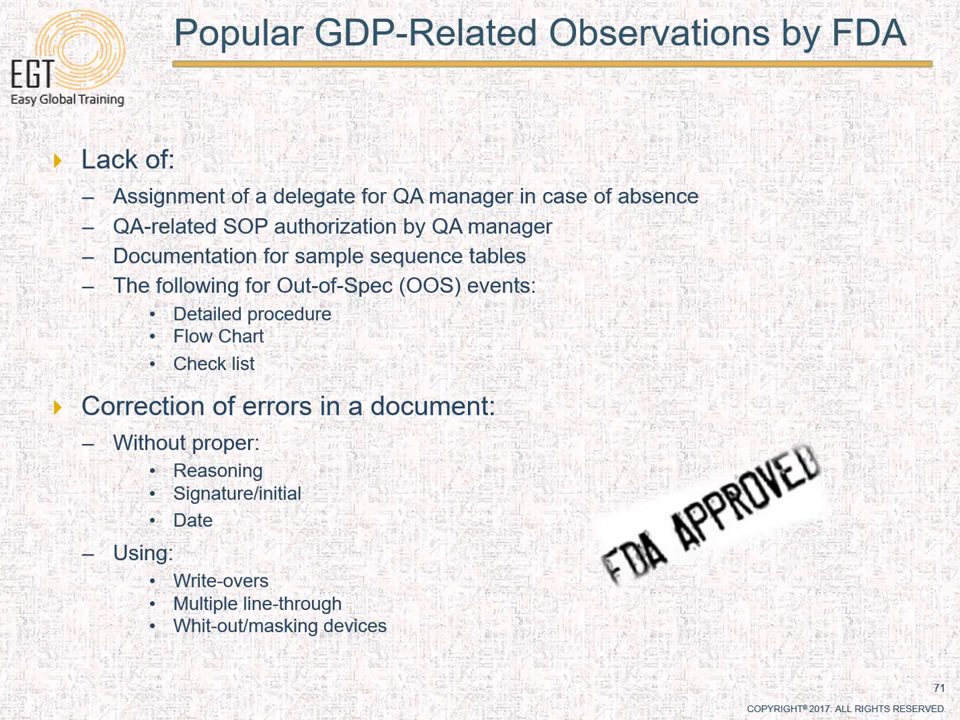 Popular GDP-Related Observations by FDA
EGT
Easy Global Training
Lack of:
– Assignment of a delegate for QA manager in case of absence
– QA-related SOP authorization by QA manager
– Documentation for sample sequence tables
– The following for Out-of-Spec (OOS) events:
• Detailed procedure
• Flow Chart
• Check list
Correction of errors in a document:
– Without proper:
• Reasoning
• Signature/initial
• Date
– Using:
• Write-overs
• Multiple line-through
• Whit-out/masking devices
FDA APPROVED
71
COPYRIGHT® 2017. ALL RIGHTS RESERVED.